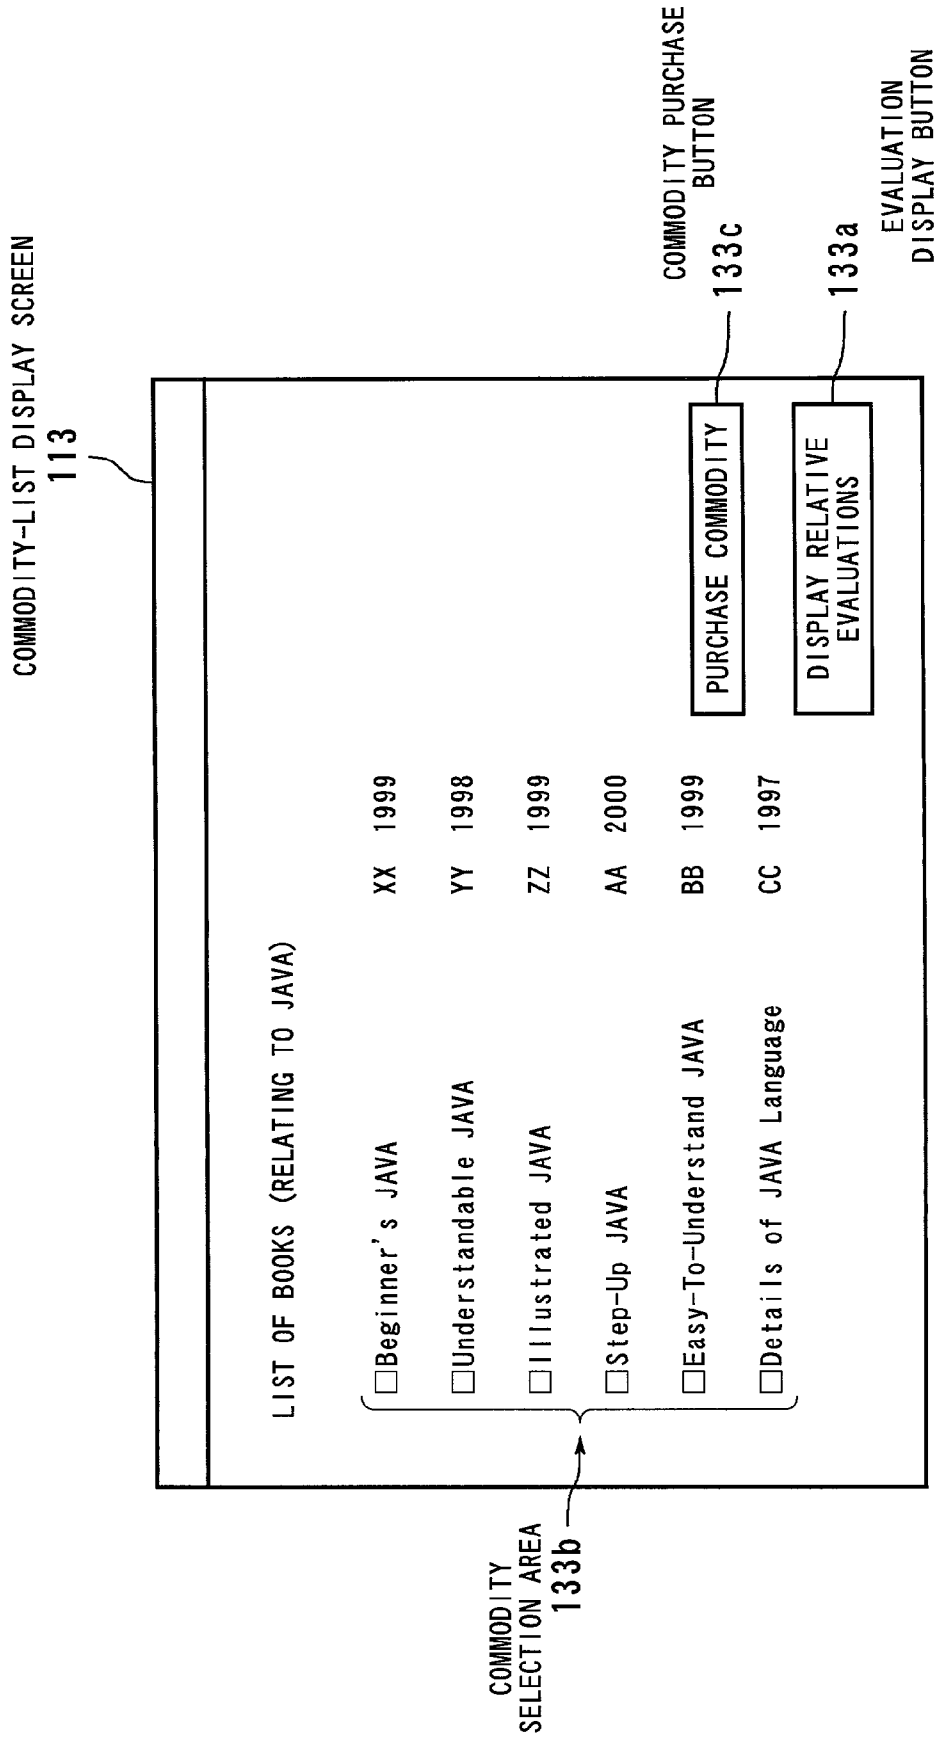 COMMODITY-LIST DISPLAY SCREEN
113
LIST OF BOOKS (RELATING TO JAVA)
□Beginner's JAVA XX 1999
□Understandable JAVA YY 1998
□Illustrated JAVA ZZ 1999
□Step-Up JAVA AA 2000
□Easy-To-Understand JAVA BB 1999
□Details of JAVA Language CC 1997
COMMODITY
SELECTION AREA
133b
PURCHASE COMMODITY
DISPLAY RELATIVE
EVALUATIONS
COMMODITY PURCHASE
BUTTON
133c
133a
EVALUATION
DISPLAY BUTTON